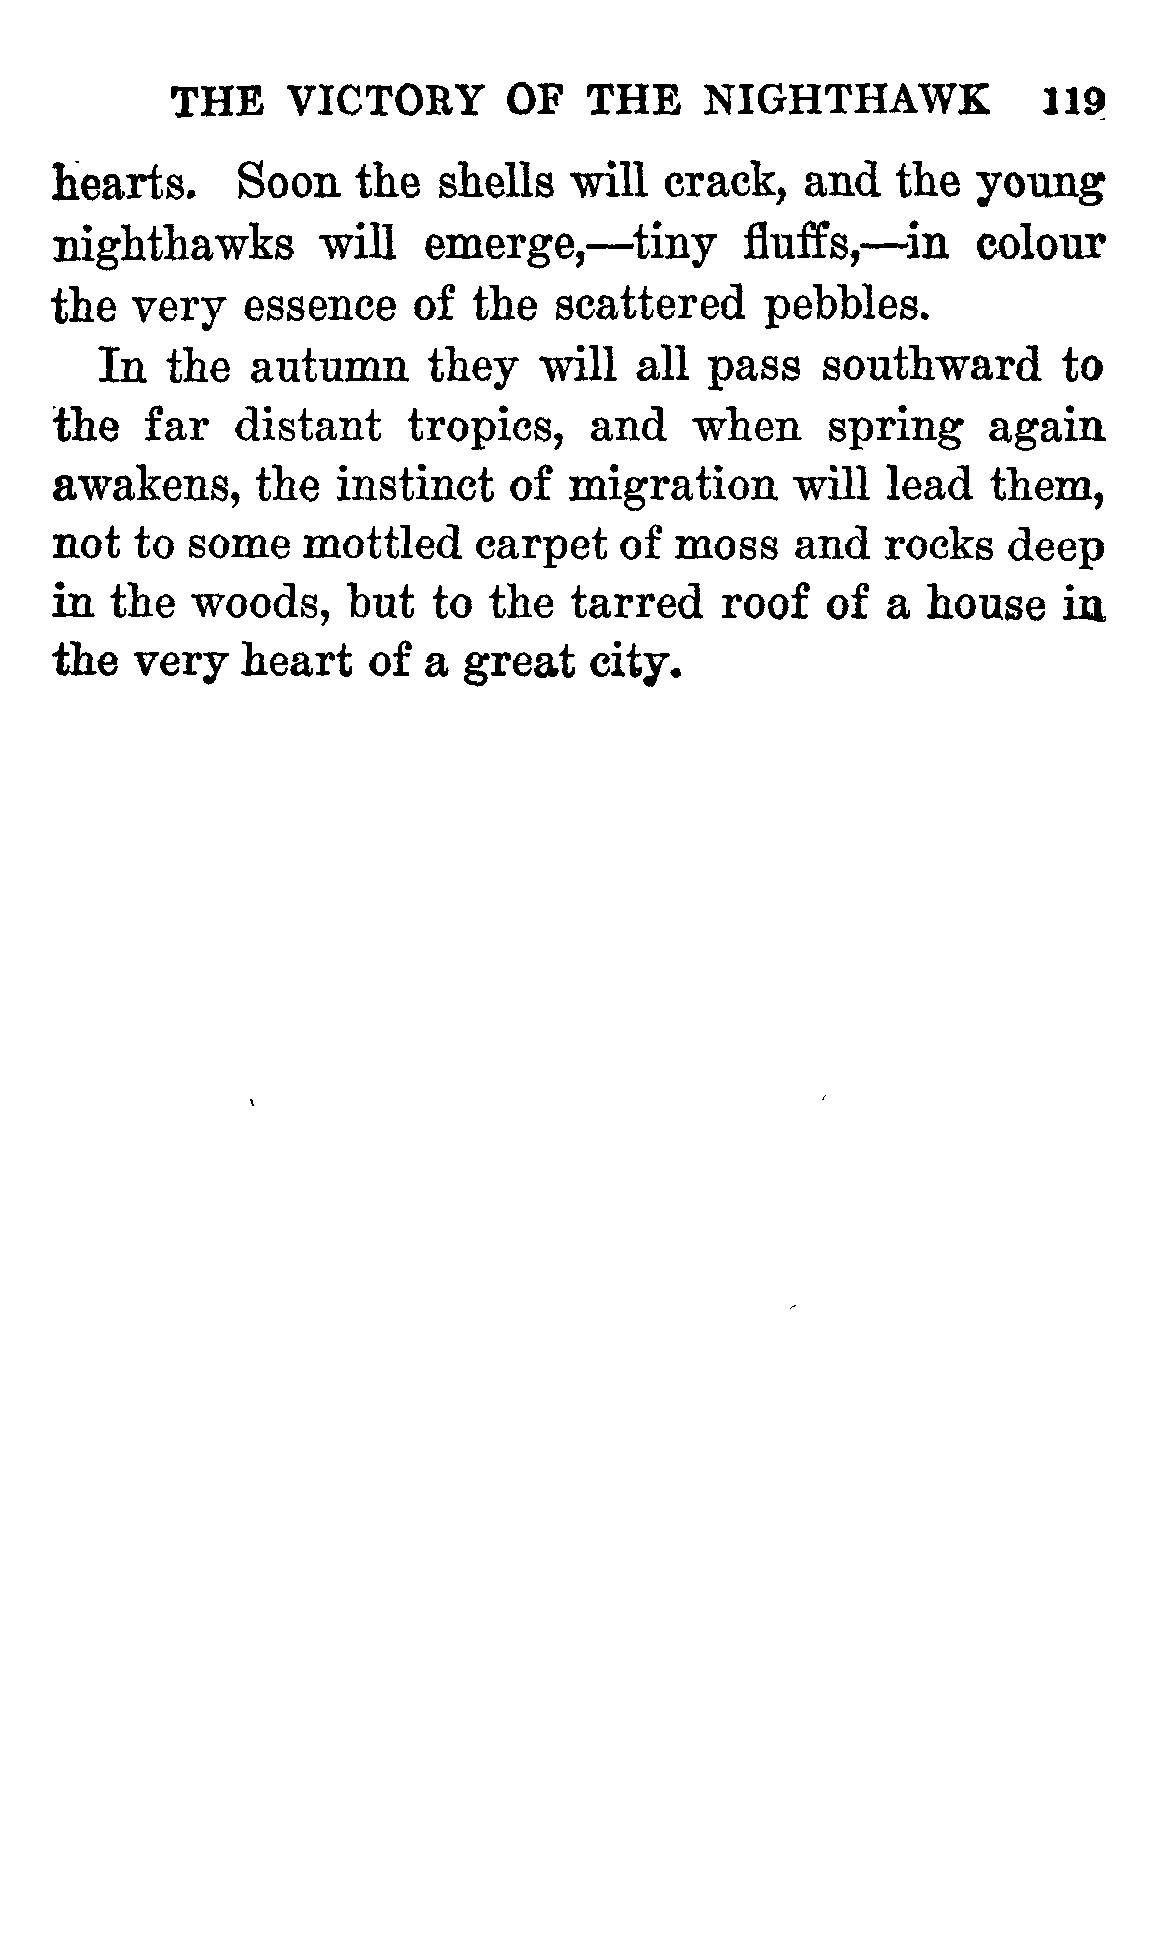 THE VICTORY OF THE NIGHTHAWK 119
hearts. Soon the shells will crack, and the young
nighthawks will emerge,—tiny fluffs,—in colour
the very essence of the scattered pebbles.
In the autumn they will all pass southward to
the far distant tropics, and when spring again
awakens, the instinct of migration will lead them,
not to some mottled carpet of moss and rocks deep
in the woods, but to the tarred roof of a house in
the very heart of a great city.